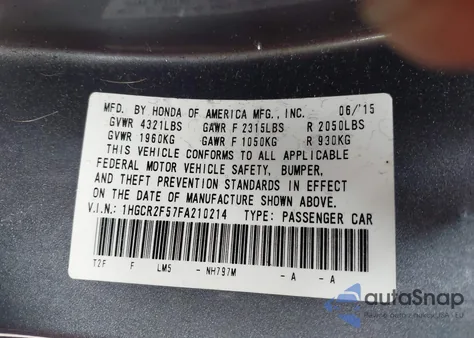 MFD. BY HONDA OF AMERICA MFG., INC. 06/'15
GVWR 4321LBS GAWR F 2315LBS R 2050LBS
GVWR 1960KG GAWR F 1050KG R 930KG
THIS VEHICLE CONFORMS TO ALL APPLICABLE
FEDERAL MOTOR VEHICLE SAFETY, BUMPER,
AND THEFT PREVENTION STANDARDS IN EFFECT
ON THE DATE OF MANUFACTURE SHOWN ABOVE.
V.I.N.: 1HGCR2F57FA210214 TYPE: PASSENGER CAR
T2F F LM5 - NH797M - A - A
autaSnap